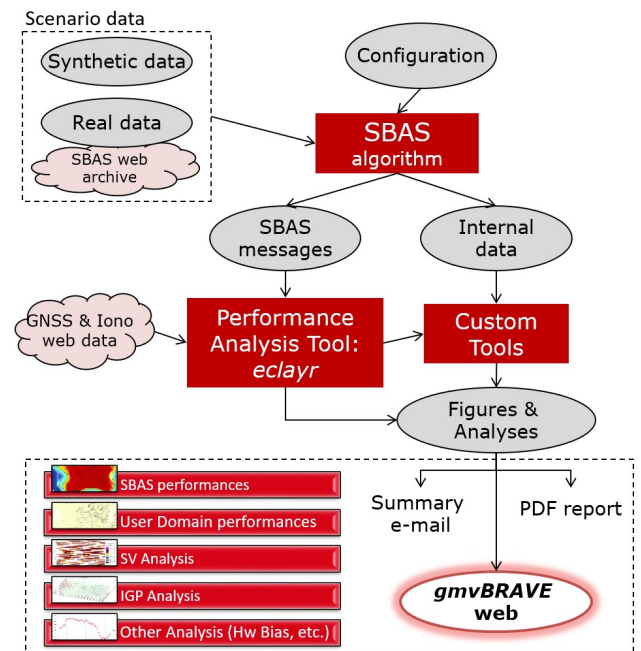 Scenario data
Synthetic data
Real data
SBAS web
archive
Configuration
SBAS
algorithm
SBAS
messages
Internal
data
GNSS & Iono
web data
Performance
Analysis Tool:
eclayr
Custom
Tools
Figures &
Analyses
SBAS performances
User Domain performances
SV Analysis
IGP Analysis
Other Analysis (Hw Bias, etc.)
Summary
e-mail
PDF report
gmvBRAVE
web